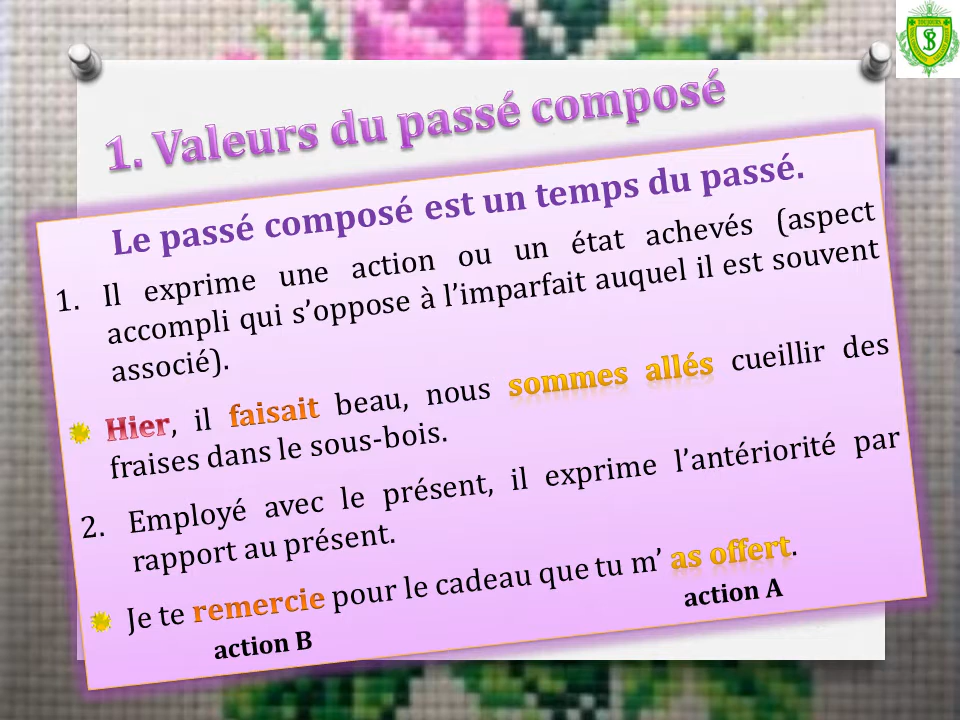 1. Valeurs du passé composé
Le passé composé est un temps du passé.
1. Il exprime une action ou un état achevés (aspect
accompli qui s’oppose à l’imparfait auquel il est souvent
associé).
Hier, il faisait beau, nous sommes allés cueillir des
fraises dans le sous-bois.
2. Employé avec le présent, il exprime l’antériorité par
rapport au présent.
Je te remercie pour le cadeau que tu m’ as offert.
action B
action A